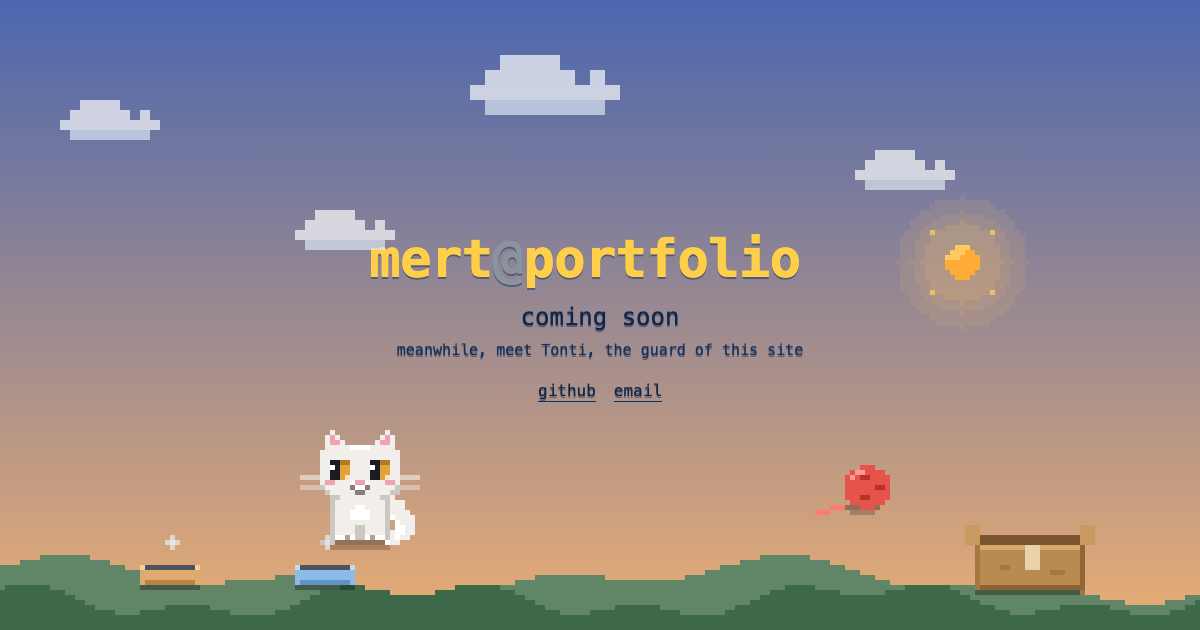 mert@portfolio
coming soon
meanwhile, meet Tonti, the guard of this site
github email